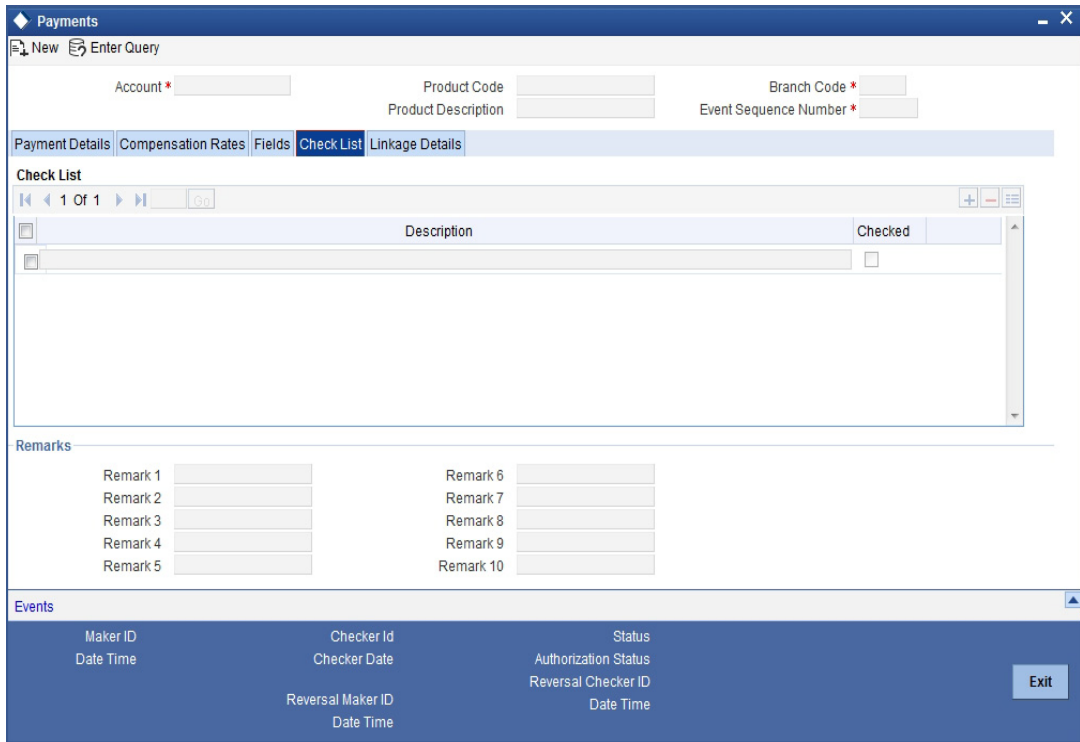 Payments
New Enter Query
Account * Product Code Branch Code *
Product Description Event Sequence Number *
Payment Details Compensation Rates Fields Check List Linkage Details
Check List
1 Of 1 Go
Description Checked
Remarks
Remark 1 Remark 6
Remark 2 Remark 7
Remark 3 Remark 8
Remark 4 Remark 9
Remark 5 Remark 10
Events
Maker ID Checker Id Status
Date Time Checker Date Authorization Status
Reversal Checker ID
Exit
Reversal Maker ID Date Time
Date Time